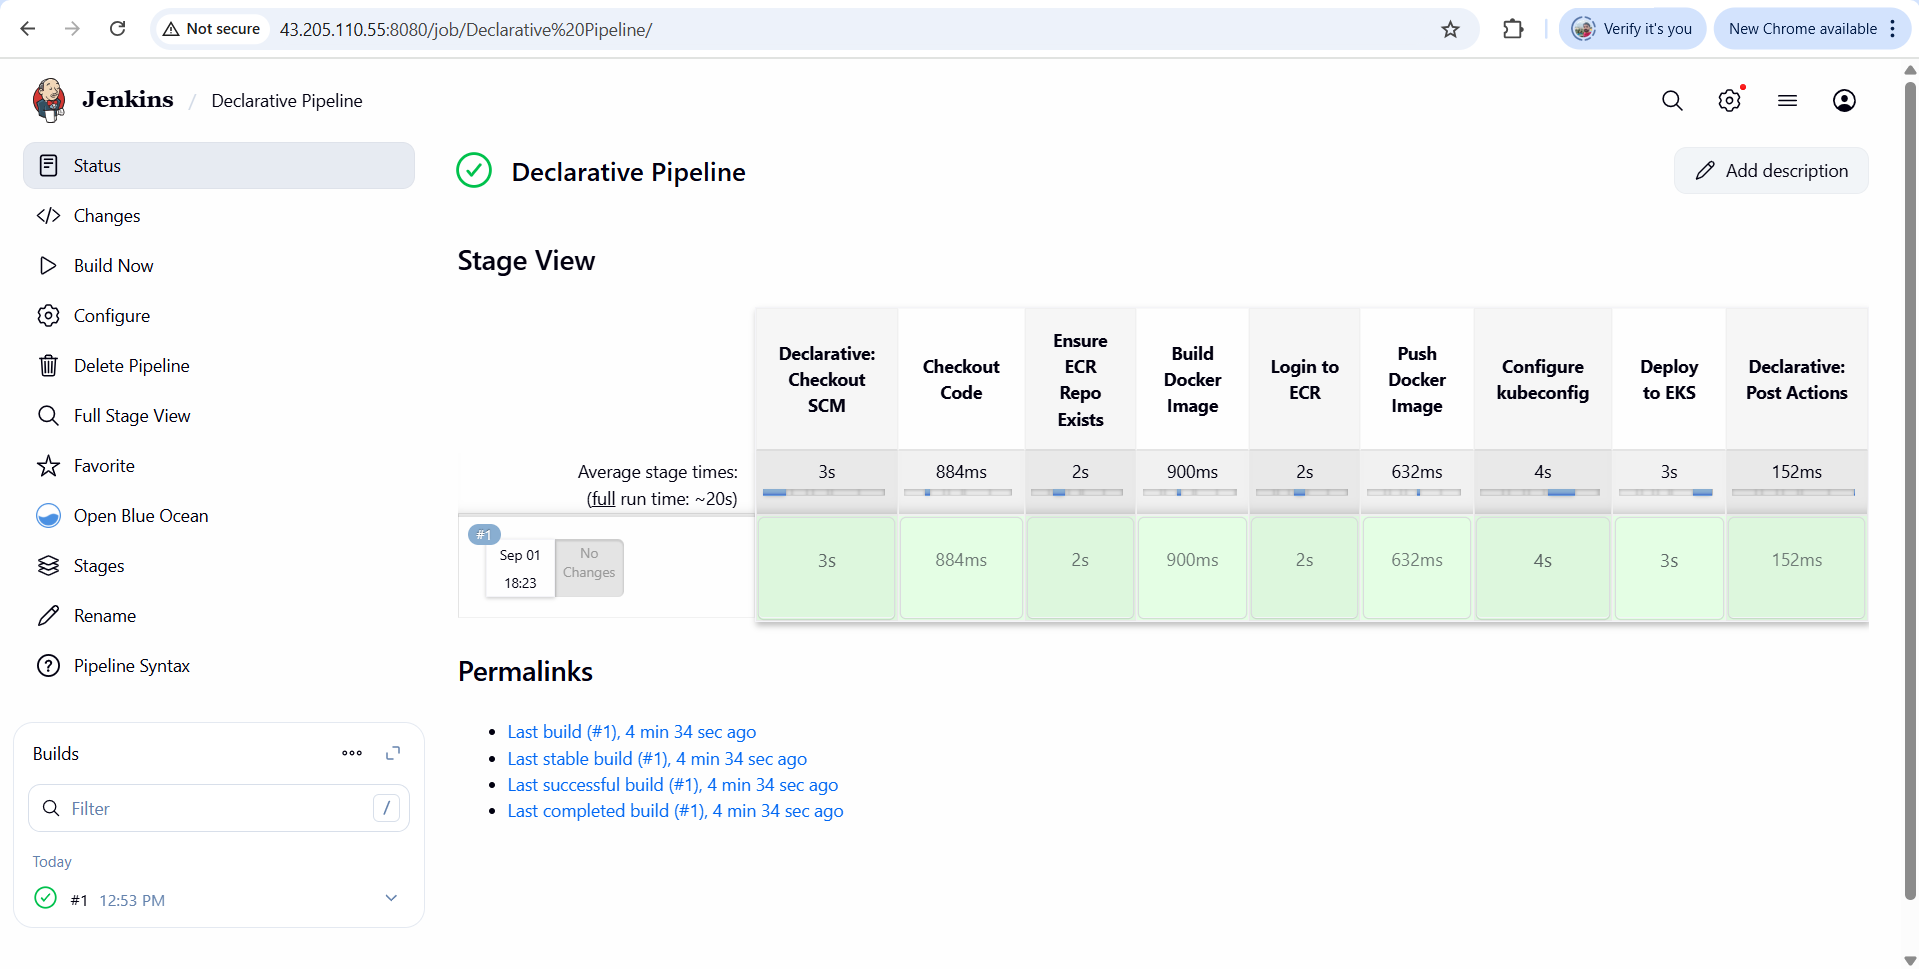 Not secure 43.205.110.55:8080/job/Declarative%20Pipeline/ Verify it's you New Chrome available
Jenkins / Declarative Pipeline
Status
Changes
Build Now
Configure
Delete Pipeline
Full Stage View
Favorite
Open Blue Ocean
Stages
Rename
Pipeline Syntax
Builds
Filter /
Today
#1 12:53 PM
Declarative Pipeline
Add description
Stage View
Declarative:
Checkout
SCM
Checkout
Code
Ensure
ECR
Repo
Exists
Build
Docker
Image
Login to
ECR
Push
Docker
Image
Configure
kubeconfig
Deploy
to EKS
Declarative:
Post Actions
Average stage times:
(full run time: ~20s)
3s 884ms 2s 900ms 2s 632ms 4s 3s 152ms
#1
Sep 01
18:23
No
Changes
3s 884ms 2s 900ms 2s 632ms 4s 3s 152ms
Permalinks
Last build (#1), 4 min 34 sec ago
Last stable build (#1), 4 min 34 sec ago
Last successful build (#1), 4 min 34 sec ago
Last completed build (#1), 4 min 34 sec ago